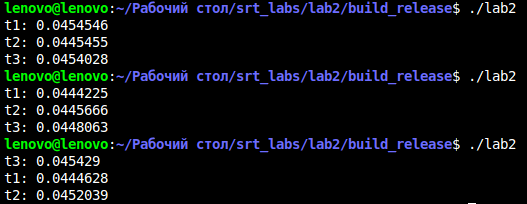 lenovo@lenovo:~/Рабочий стол/srt_labs/lab2/build_release$ ./lab2
t1: 0.0454546
t2: 0.0454455
t3: 0.0454028
lenovo@lenovo:~/Рабочий стол/srt_labs/lab2/build_release$ ./lab2
t1: 0.0444225
t2: 0.0445666
t3: 0.0448063
lenovo@lenovo:~/Рабочий стол/srt_labs/lab2/build_release$ ./lab2
t3: 0.045429
t1: 0.0444628
t2: 0.0452039